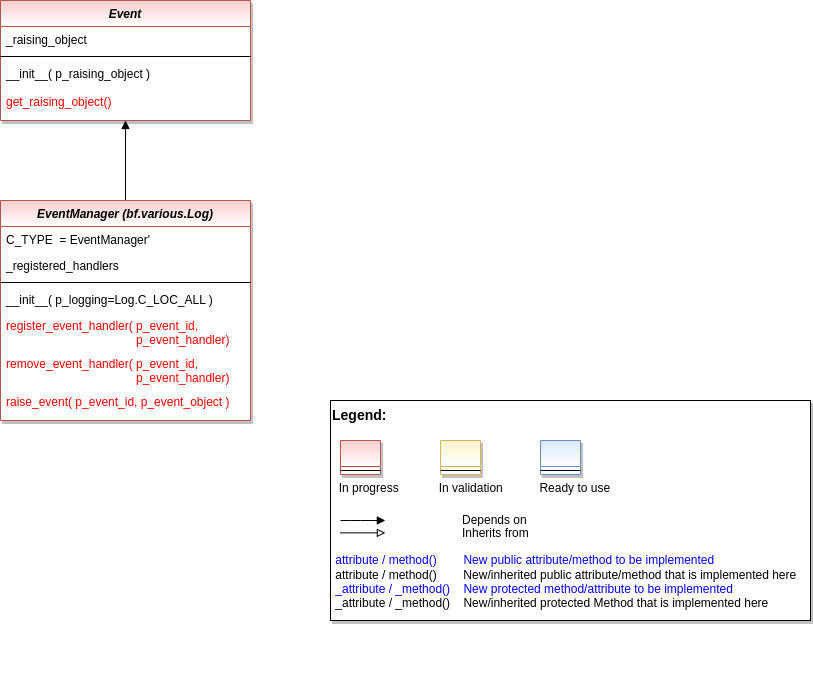 Event
_raising_object
__init__( p_raising_object )
get_raising_object()
EventManager (bf.various.Log)
C_TYPE  = EventManager'
_registered_handlers
__init__( p_logging=Log.C_LOC_ALL )
register_event_handler( p_event_id,
p_event_handler)
remove_event_handler( p_event_id,
p_event_handler)
raise_event( p_event_id, p_event_object )
Legend:
In progress
In validation
Ready to use
Depends on
Inherits from
attribute / method() New public attribute/method to be implemented
attribute / method() New/inherited public attribute/method that is implemented here
_attribute / _method() New protected method/attribute to be implemented
_attribute / _method() New/inherited protected Method that is implemented here